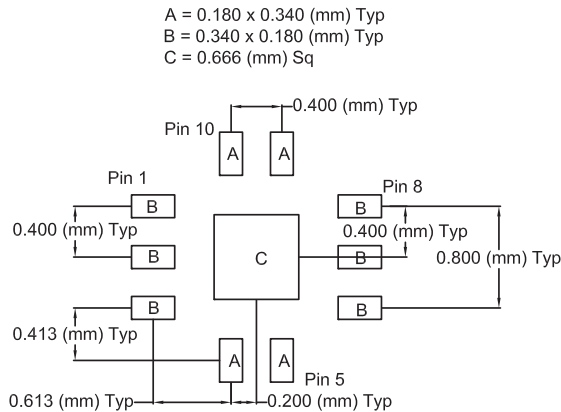 A = 0.180 x 0.340 (mm) Typ
B = 0.340 x 0.180 (mm) Typ
C = 0.666 (mm) Sq
0.400 (mm) Typ
Pin 10
A
A
Pin 1
Pin 8
B
B
0.400 (mm) Typ
0.400 (mm) Typ
B
C
B
0.800 (mm) Typ
B
B
0.413 (mm) Typ
A
A
Pin 5
0.613 (mm) Typ
0.200 (mm) Typ